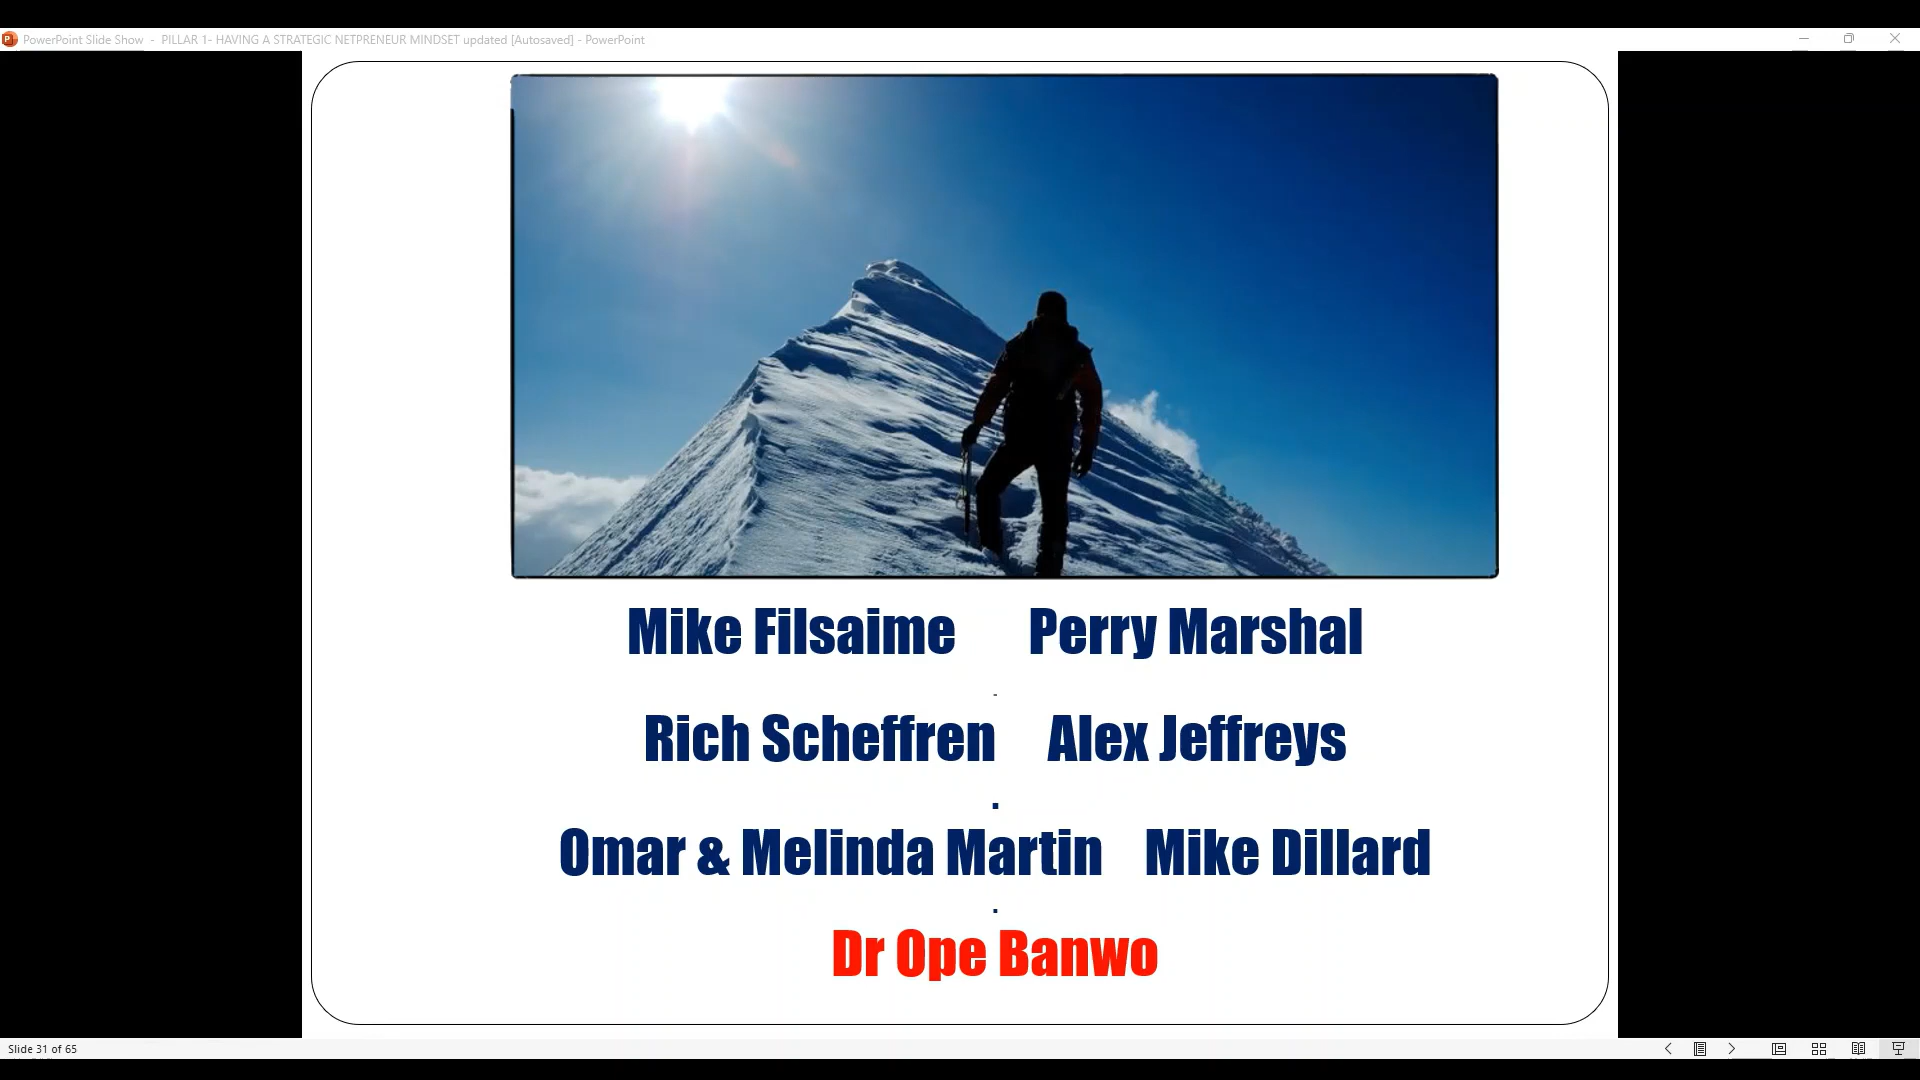 PowerPoint Slide Show - PILLAR 1- HAVING A STRATEGIC NETPRENEUR MINDSET updated [Autosaved] - PowerPoint
Mike Filsaime Perry Marshal
-
Rich Scheffren Alex Jeffreys
.
Omar & Melinda Martin Mike Dillard
.
Dr Ope Banwo
Slide 31 of 65